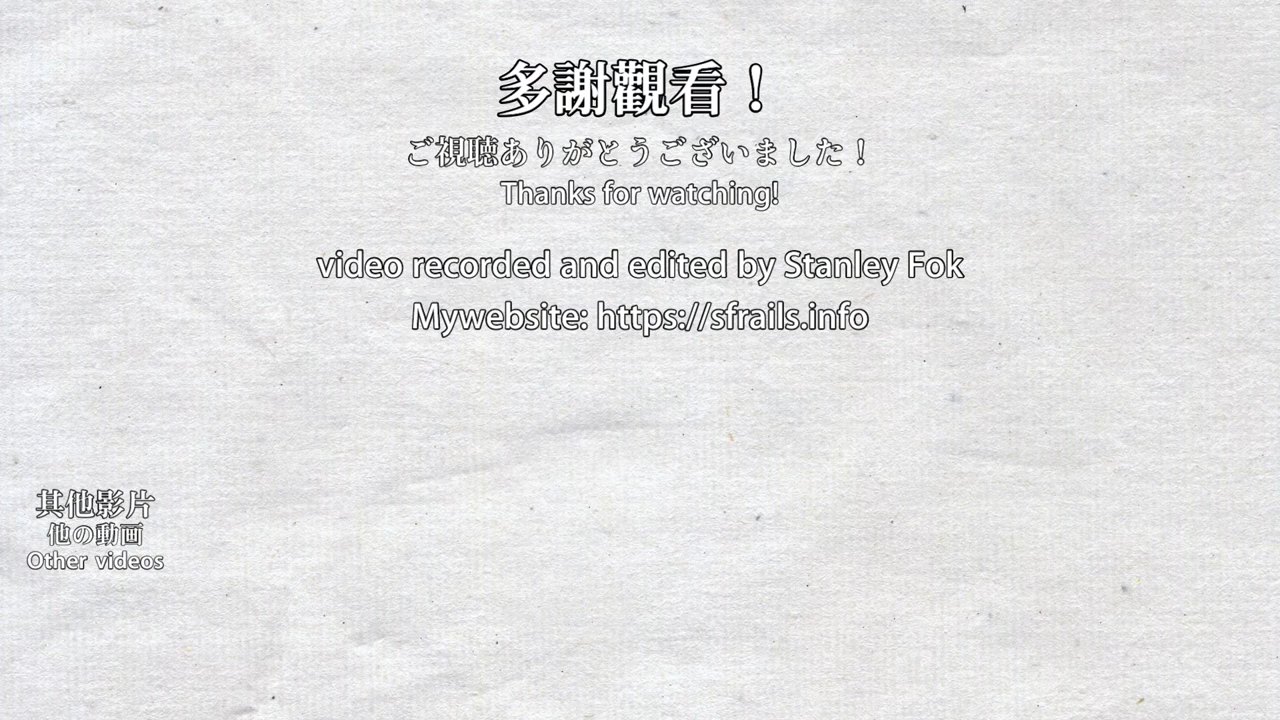 多謝觀看！
ご視聴ありがとうございました！
Thanks for watching!
video recorded and edited by Stanley Fok
Mywebsite: https://sfrails.info
其他影片
他の動画
Other videos